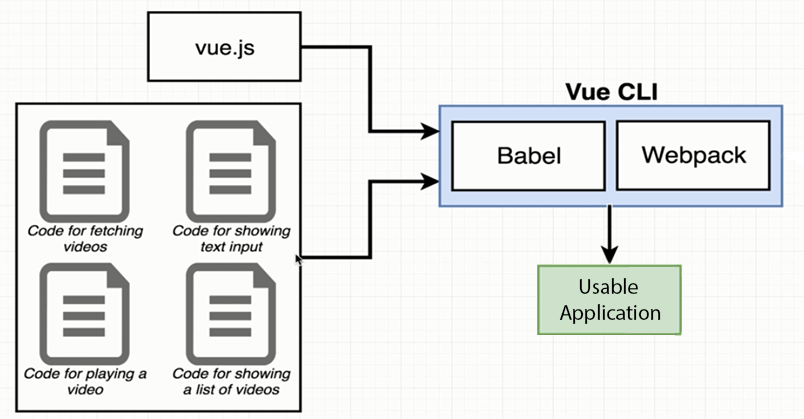 vue.js
Vue CLI
Babel
Webpack
Code for fetching
videos
Code for showing
text input
Code for playing a
video
Code for showing
a list of videos
Usable
Application